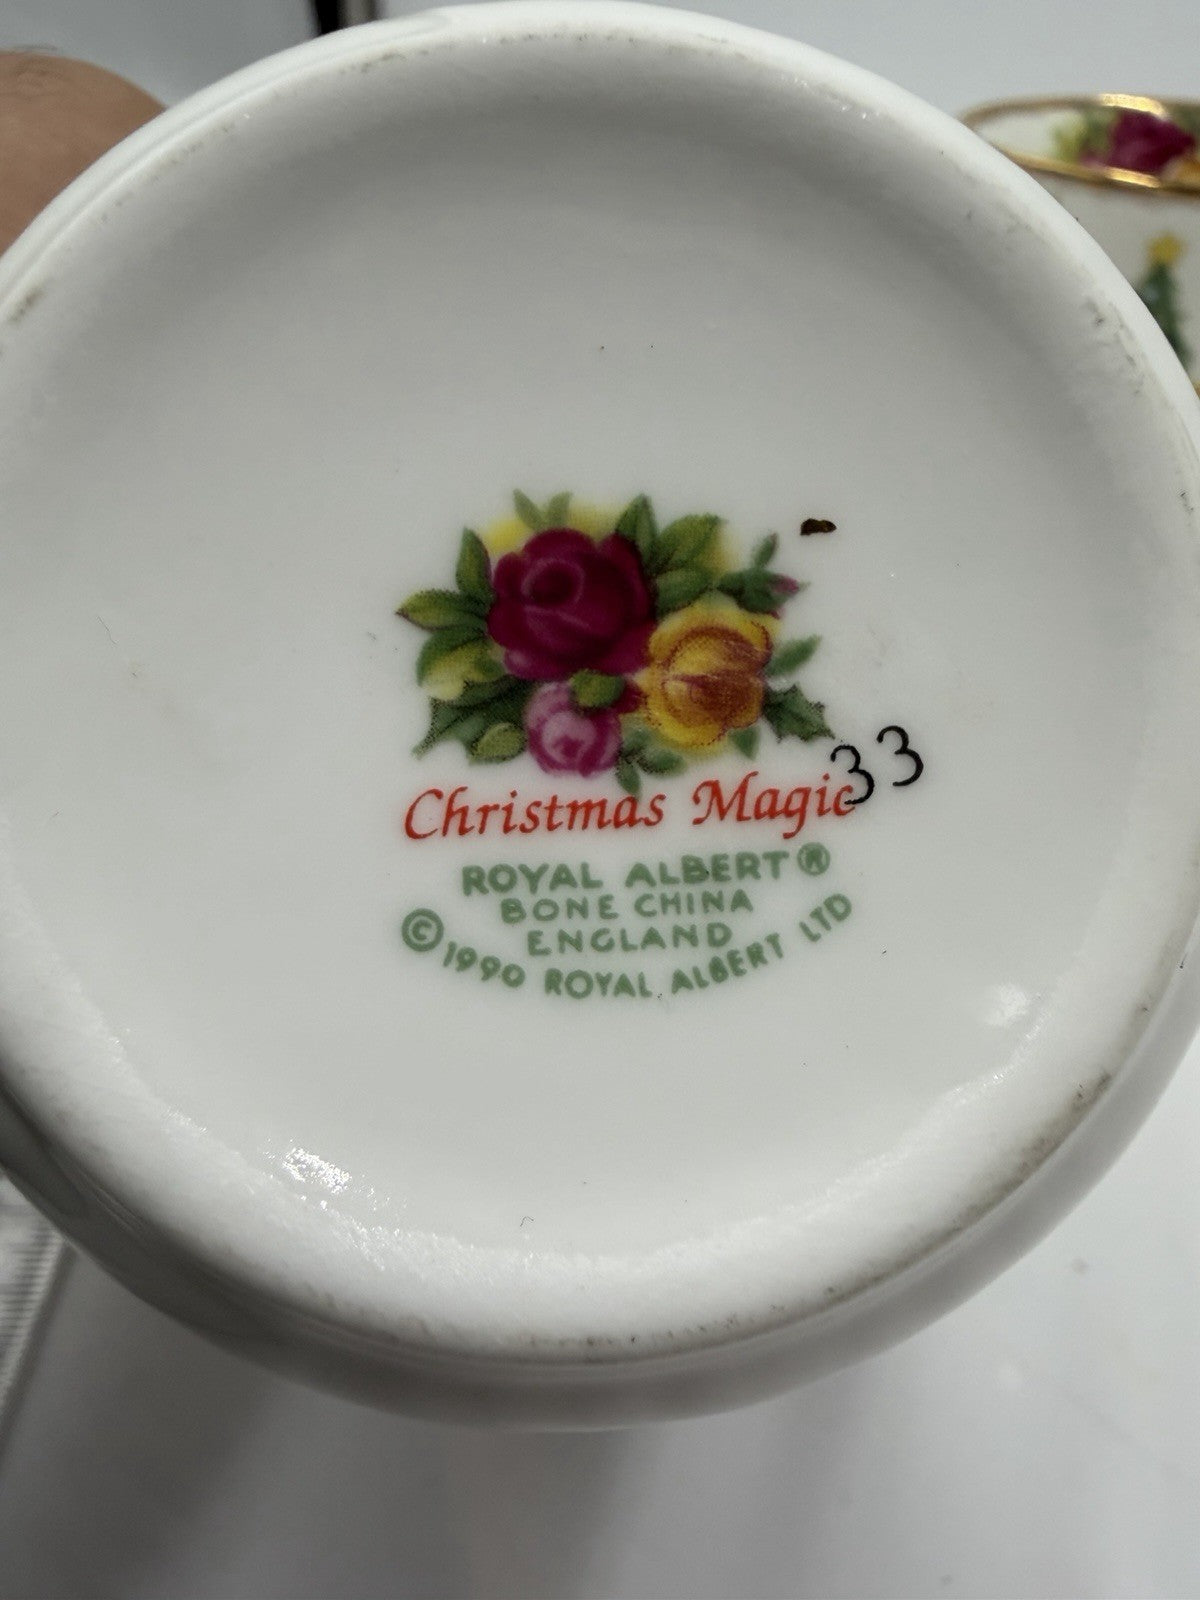 Christmas Magic
33
ROYAL ALBERT®
BONE CHINA
ENGLAND
© 1990 ROYAL ALBERT LTD